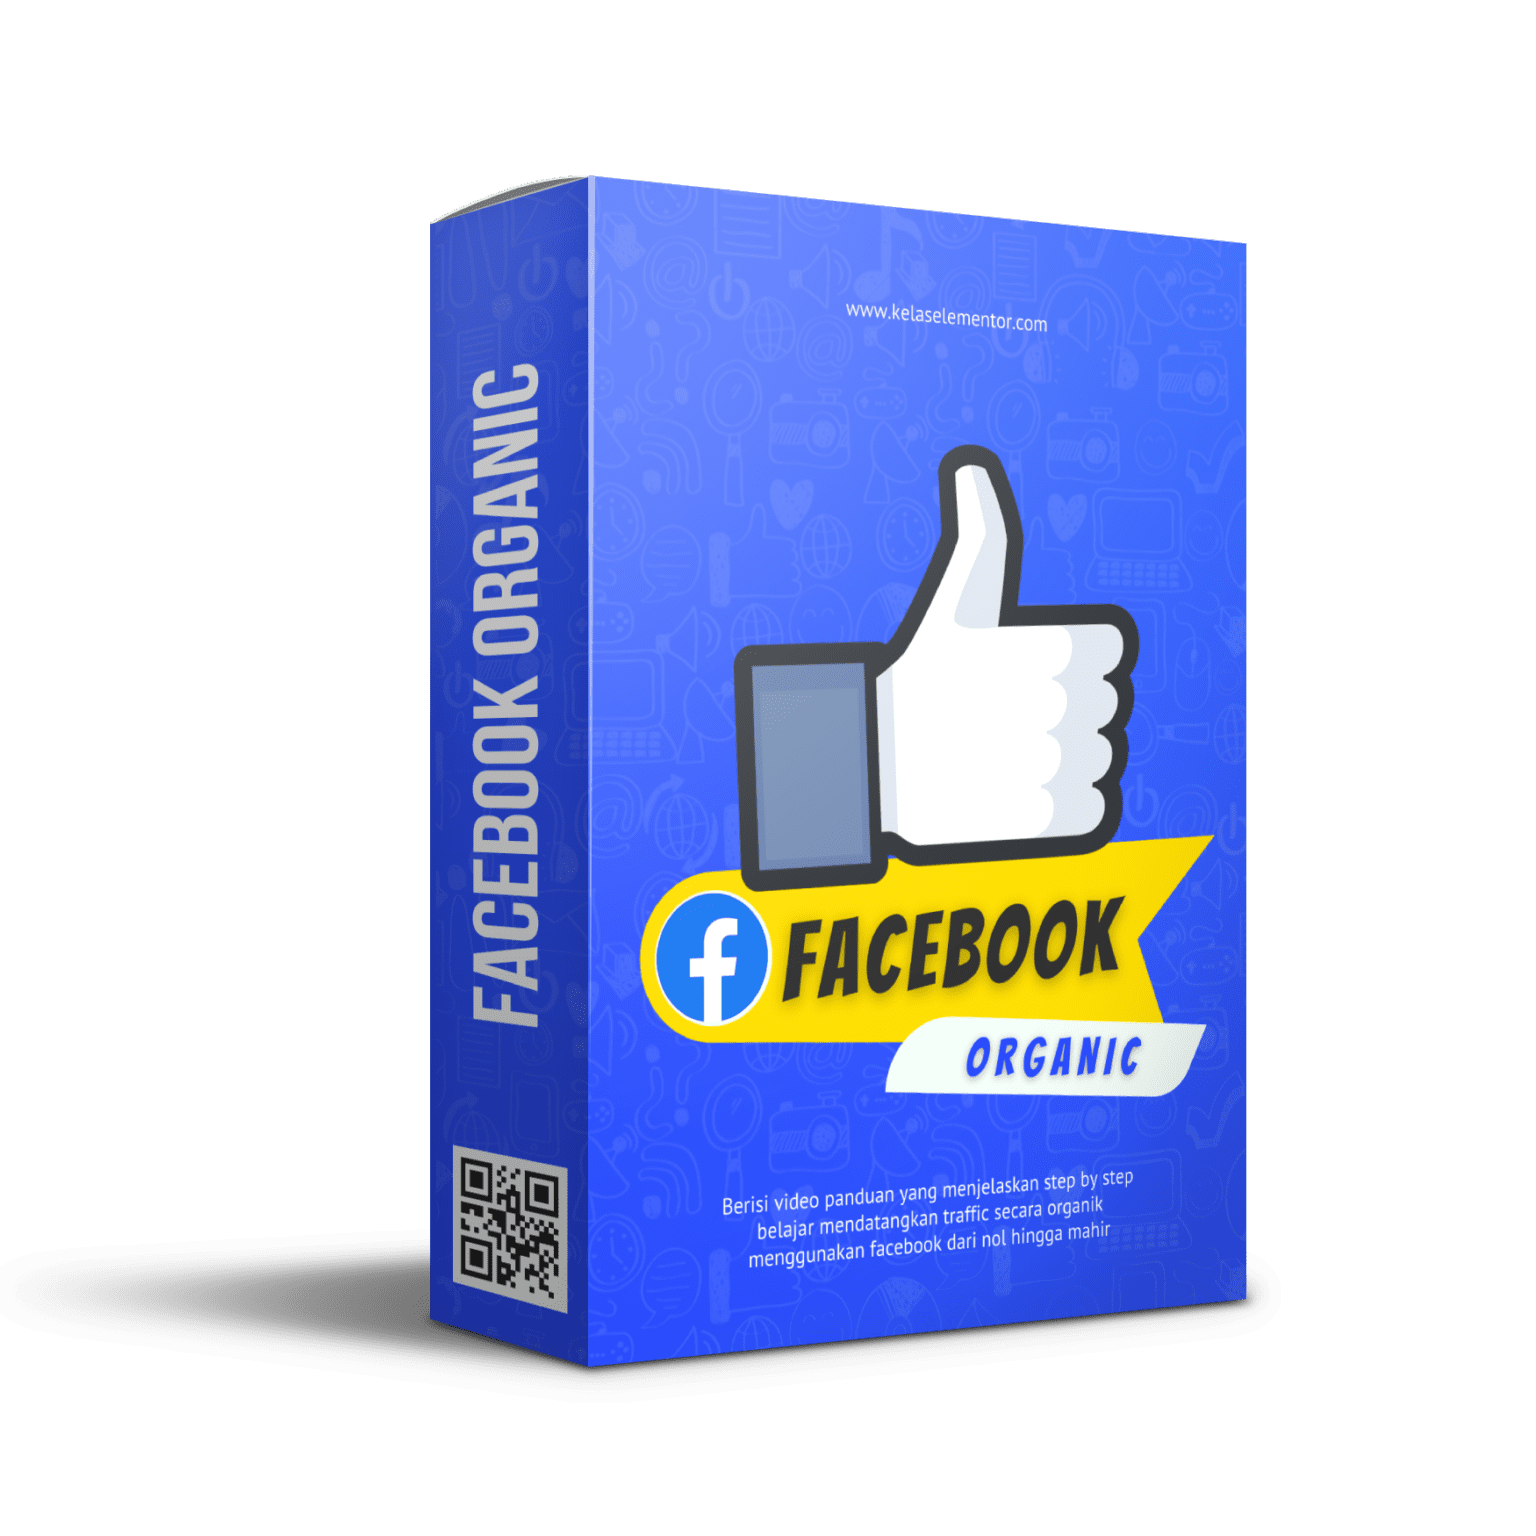 FACEBOOK ORGANIC
www.kelaselementor.com
FACEBOOK
ORGANIC
Berisi video panduan yang menjelaskan step by step
belajar mendatangkan traffic secara organik
menggunakan facebook dari nol hingga mahir